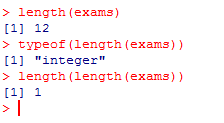 > length(exams)
[1] 12
> typeof(length(exams))
[1] "integer"
> length(length(exams))
[1] 1
>